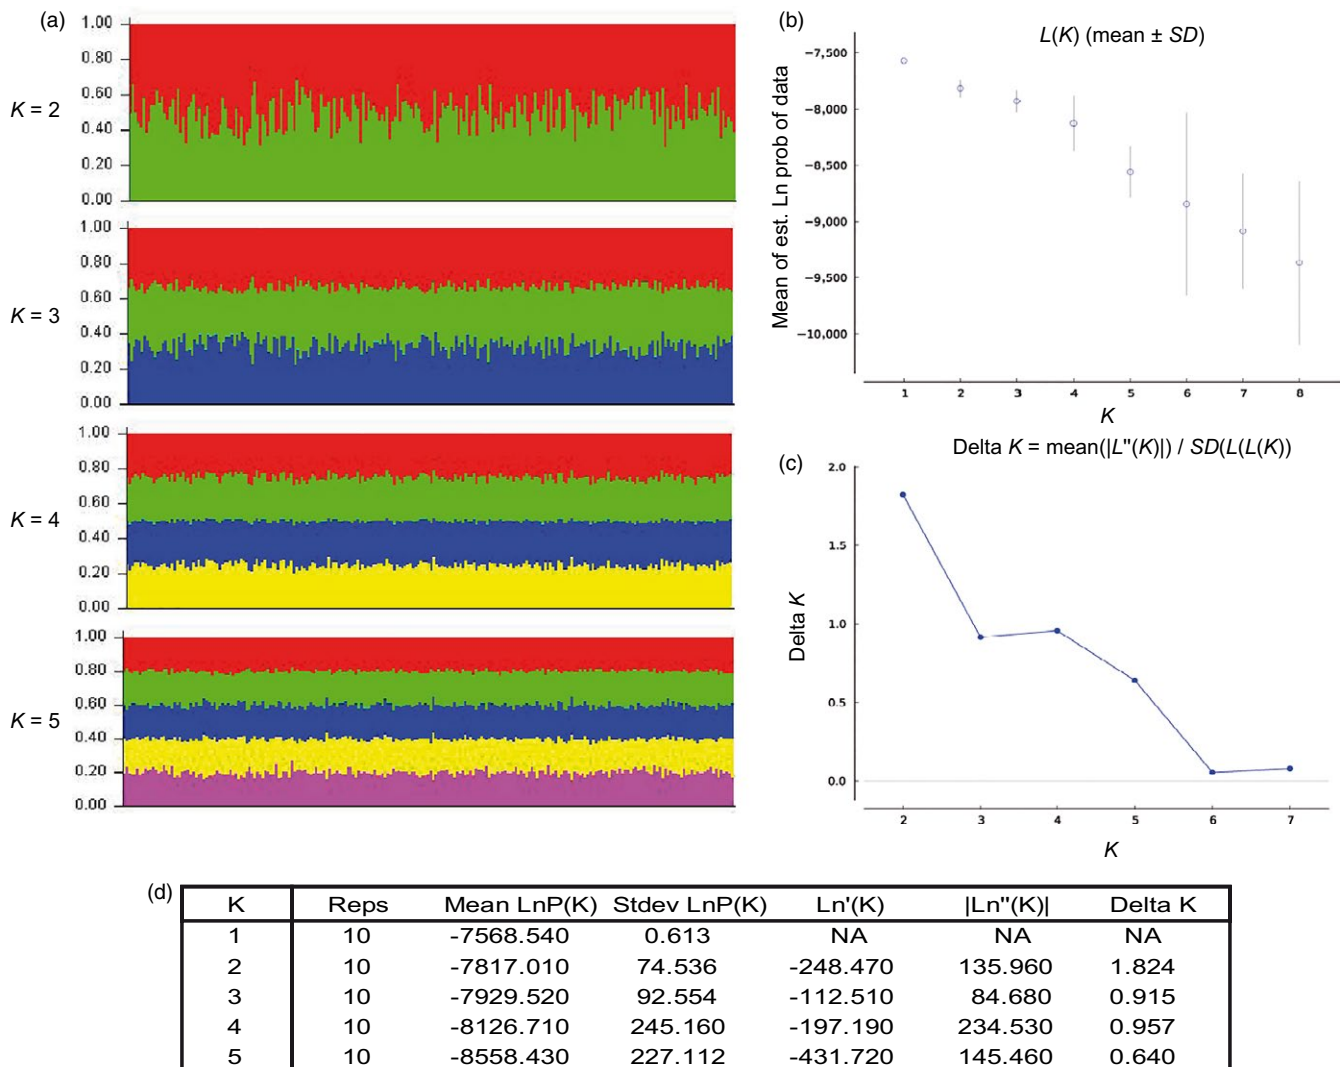 (a)
1.00
0.80
0.60
K = 2
0.40
0.20
0.00
1.00
0.80
0.60
K = 3
0.40
0.20
0.00
1.00
0.80
0.60
K = 4
0.40
0.20
0.00
1.00
0.80
0.60
K = 5
0.40
0.20
0.00
(b)
L(K) (mean ± SD)
Mean of est. Ln prob of data
−7,500
−8,000
−8,500
−9,000
−9,500
−10,000
1 2 3 4 5 6 7 8
K
(c)
Delta K = mean(|L"(K)|) / SD(L(L(K))
Delta K
2.0
1.5
1.0
0.5
0.0
2 3 4 5 6 7
K
(d)
K Reps Mean LnP(K) Stdev LnP(K) Ln'(K) |Ln"(K)| Delta K
1 10 -7568.540 0.613 NA NA NA
2 10 -7817.010 74.536 -248.470 135.960 1.824
3 10 -7929.520 92.554 -112.510 84.680 0.915
4 10 -8126.710 245.160 -197.190 234.530 0.957
5 10 -8558.430 227.112 -431.720 145.460 0.640